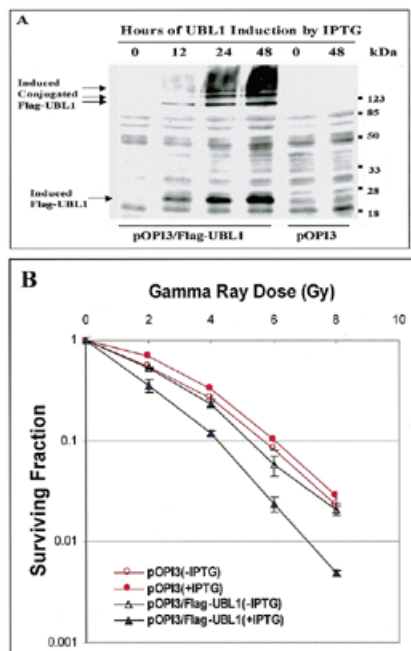 A
Hours of UBL1 Induction by IPTG
0 12 24 48 0 48 kDa
Induced
Conjugated
Flag-UBL1
123
85
50
33
28
18
Induced
Flag-UBL1
pOPI3/Flag-UBL1 pOPI3
B
Gamma Ray Dose (Gy)
0 2 4 6 8 10
1
0.1
0.01
0.001
Surviving Fraction
pOPI3(-IPTG)
pOPI3(+IPTG)
pOPI3/Flag-UBL1(-IPTG)
pOPI3/Flag-UBL1(+IPTG)